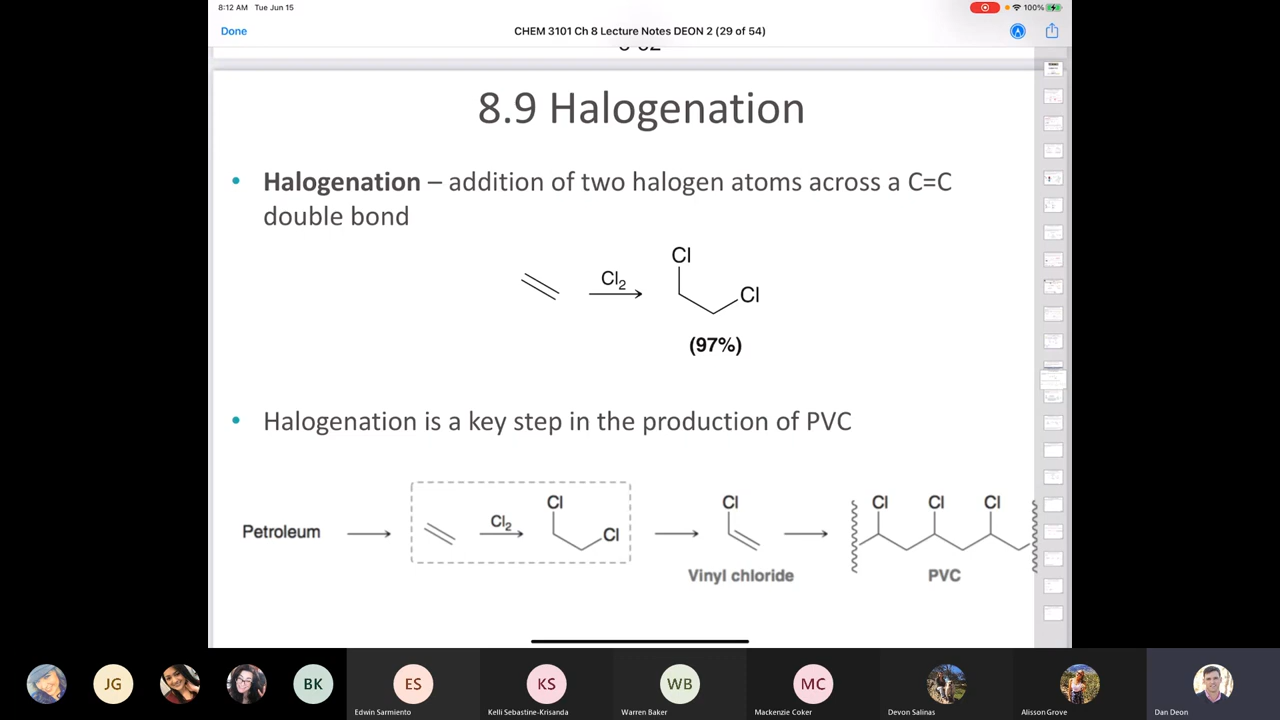 8:12 AM Tue Jun 15
100%
Done
CHEM 3101 Ch 8 Lecture Notes DEON 2 (29 of 54)
8.9 Halogenation
• Halogenation – addition of two halogen atoms across a C=C
double bond
Cl
Cl₂
Cl
(97%)
• Halogenation is a key step in the production of PVC
Cl
Cl
Cl
Cl
Cl
Petroleum
Cl₂
Cl
Vinyl chloride
PVC
JG
BK
ES
KS
WB
MC
Edwin Sarmiento
Kelli Sebastine-Krisanda
Warren Baker
Mackenzie Coker
Devon Salinas
Alisson Grove
Dan Deon